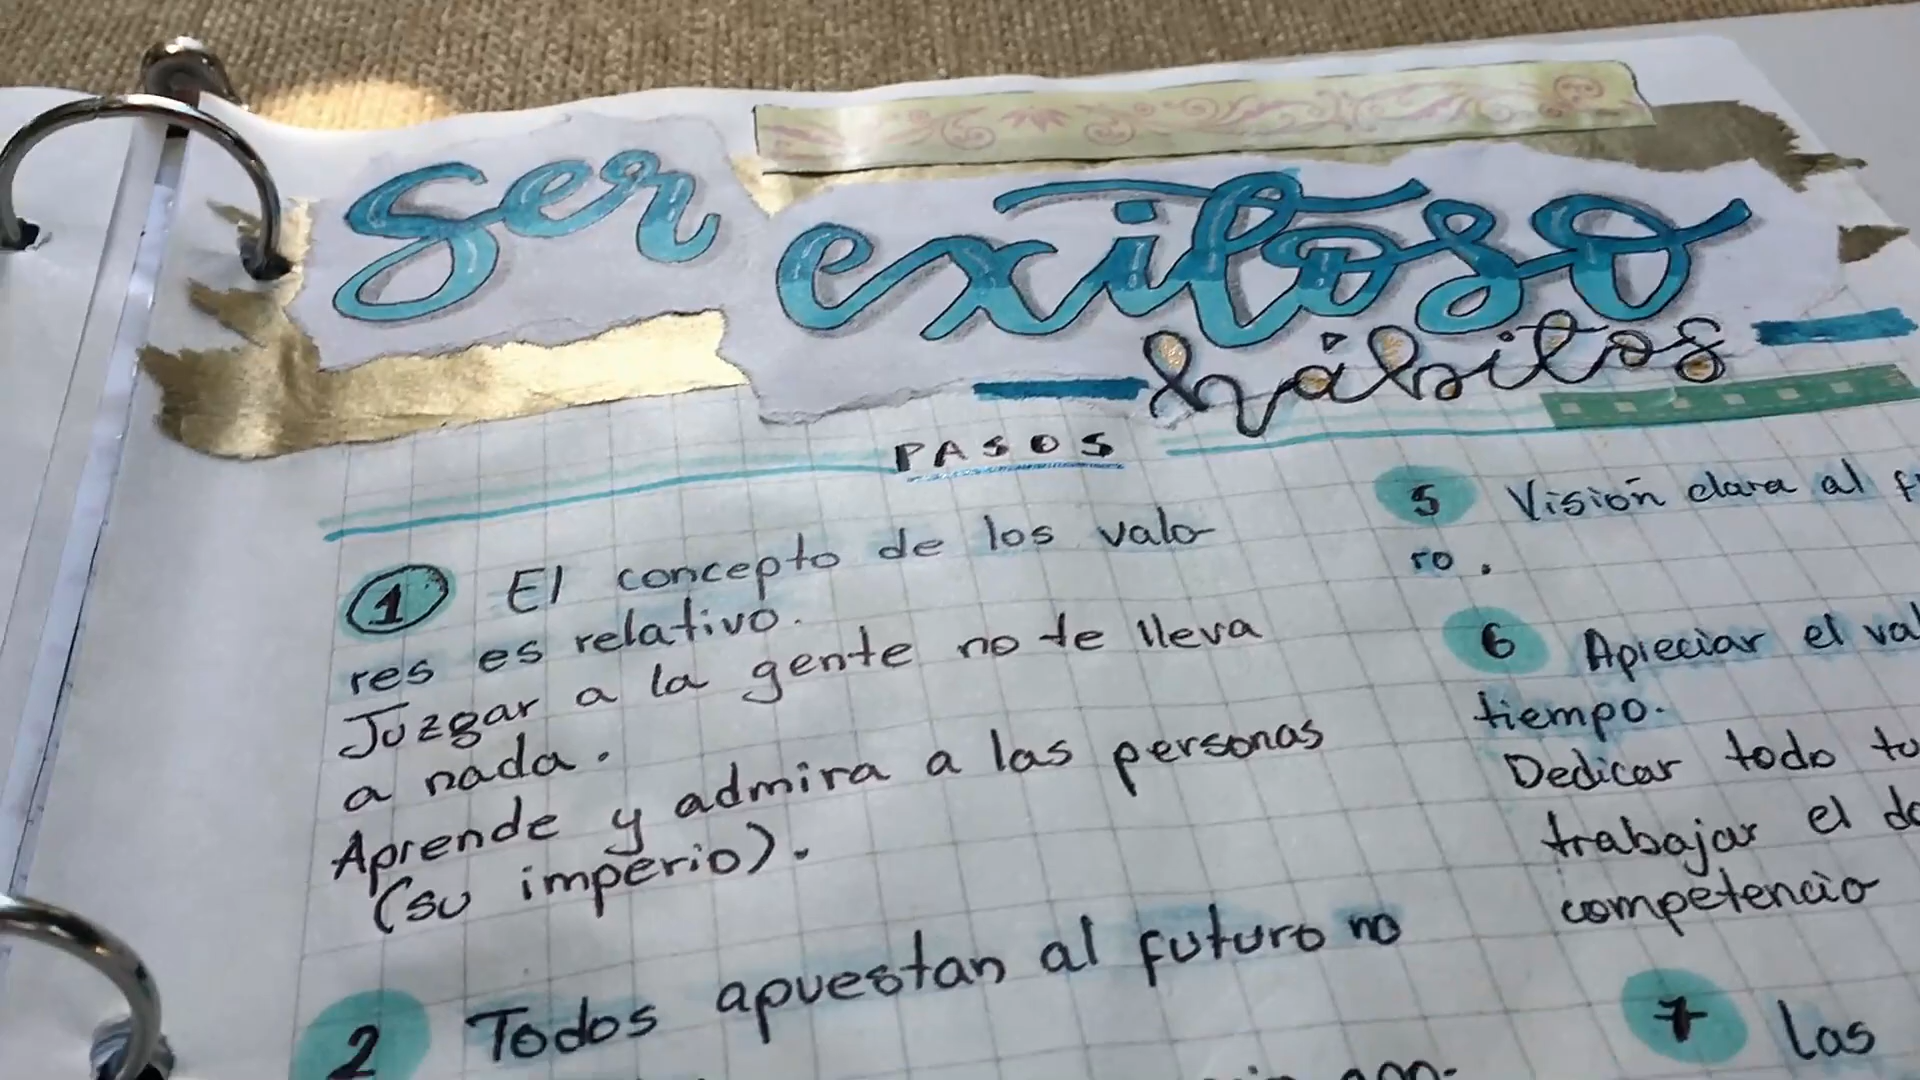 ser
exitoso
hábitos
PASOS
1 El concepto de los valo
res es relativo.
Juzgar a la gente no te lleva
a nada.
Aprende y admira a las personas
(su imperio).
2 Todos apuestan al futuro no
5 Visión clara al
ro.
6 Apreciar el
tiempo.
Dedicar todo
trabajar el
competencia
7 Las